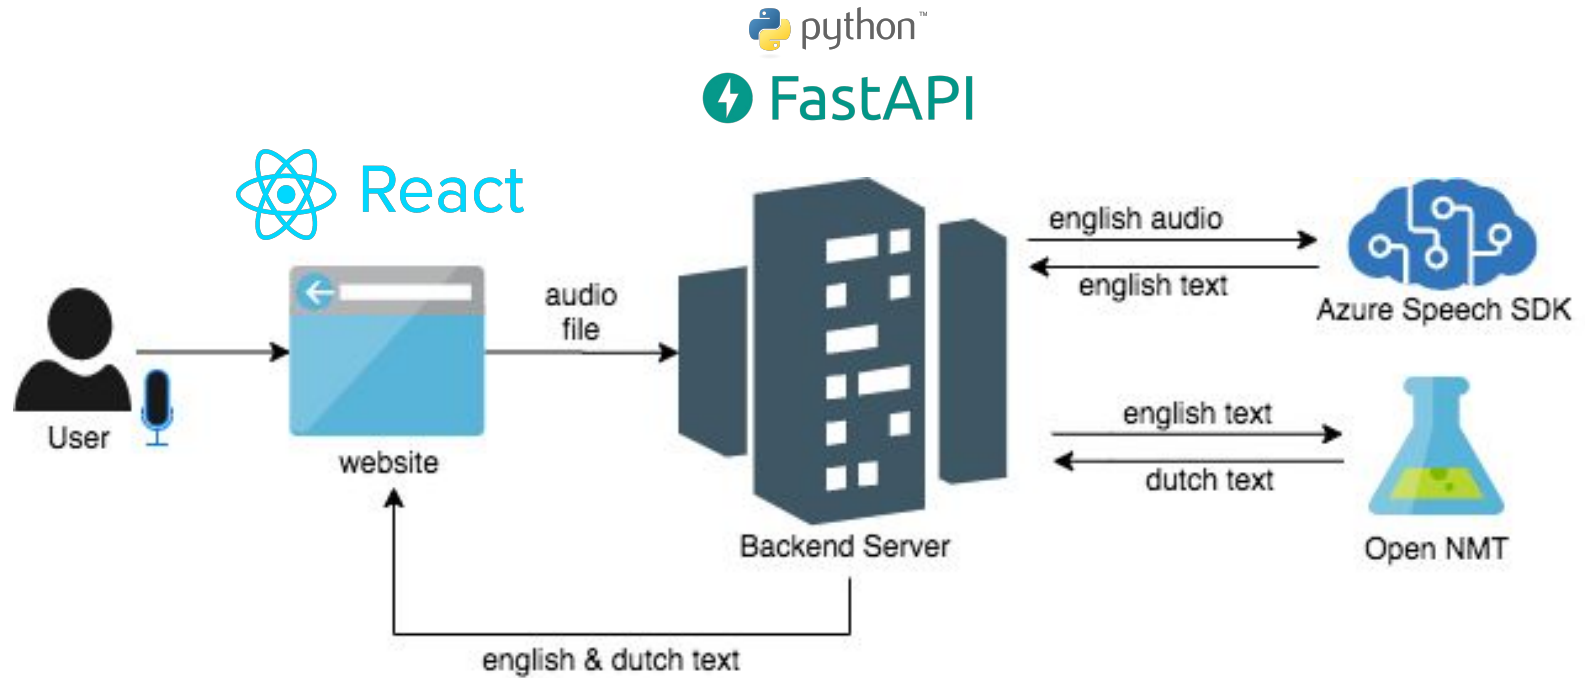 python™
FastAPI
React
english audio
english text
Azure Speech SDK
audio
file
User
website
english text
dutch text
Open NMT
Backend Server
english & dutch text